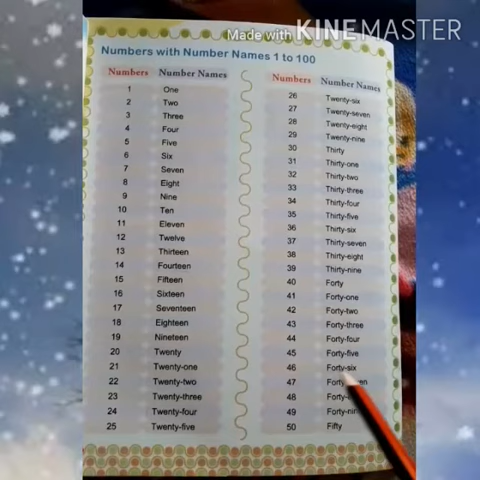 Made with KINEMASTER
Numbers with Number Names 1 to 100
Numbers Number Names
1 One
2 Two
3 Three
4 Four
5 Five
6 Six
7 Seven
8 Eight
9 Nine
10 Ten
11 Eleven
12 Twelve
13 Thirteen
14 Fourteen
15 Fifteen
16 Sixteen
17 Seventeen
18 Eighteen
19 Nineteen
20 Twenty
21 Twenty-one
22 Twenty-two
23 Twenty-three
24 Twenty-four
25 Twenty-five
Numbers Number Names
26 Twenty-six
27 Twenty-seven
28 Twenty-eight
29 Twenty-nine
30 Thirty
31 Thirty-one
32 Thirty-two
33 Thirty-three
34 Thirty-four
35 Thirty-five
36 Thirty-six
37 Thirty-seven
38 Thirty-eight
39 Thirty-nine
40 Forty
41 Forty-one
42 Forty-two
43 Forty-three
44 Forty-four
45 Forty-five
46 Forty-six
47
48
49 Forty-nine
50 Fifty